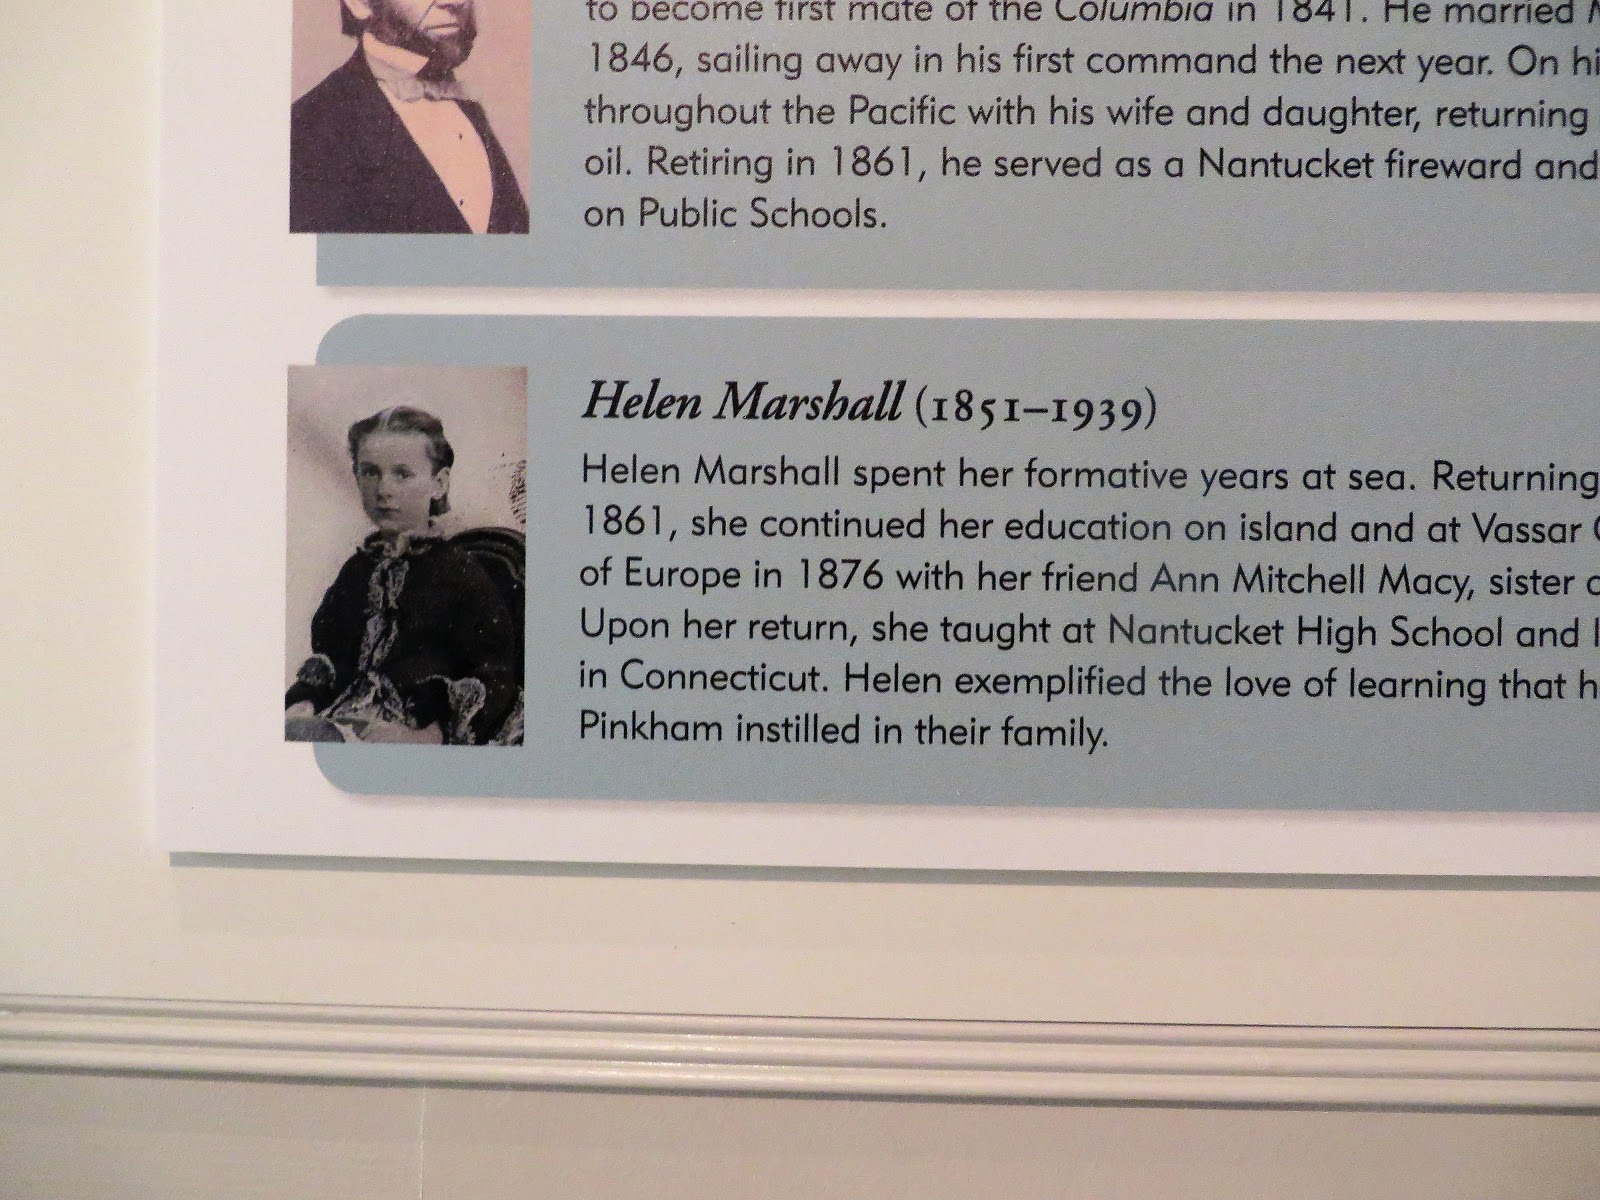 to become first mate of the Columbia in 1841. He married
1846, sailing away in his first command the next year. On
throughout the Pacific with his wife and daughter, returning
oil. Retiring in 1861, he served as a Nantucket fireward and
on Public Schools.
Helen Marshall (1851–1939)
Helen Marshall spent her formative years at sea. Returning
1861, she continued her education on island and at Vassar
of Europe in 1876 with her friend Ann Mitchell Macy, sister
Upon her return, she taught at Nantucket High School and
in Connecticut. Helen exemplified the love of learning that
Pinkham instilled in their family.